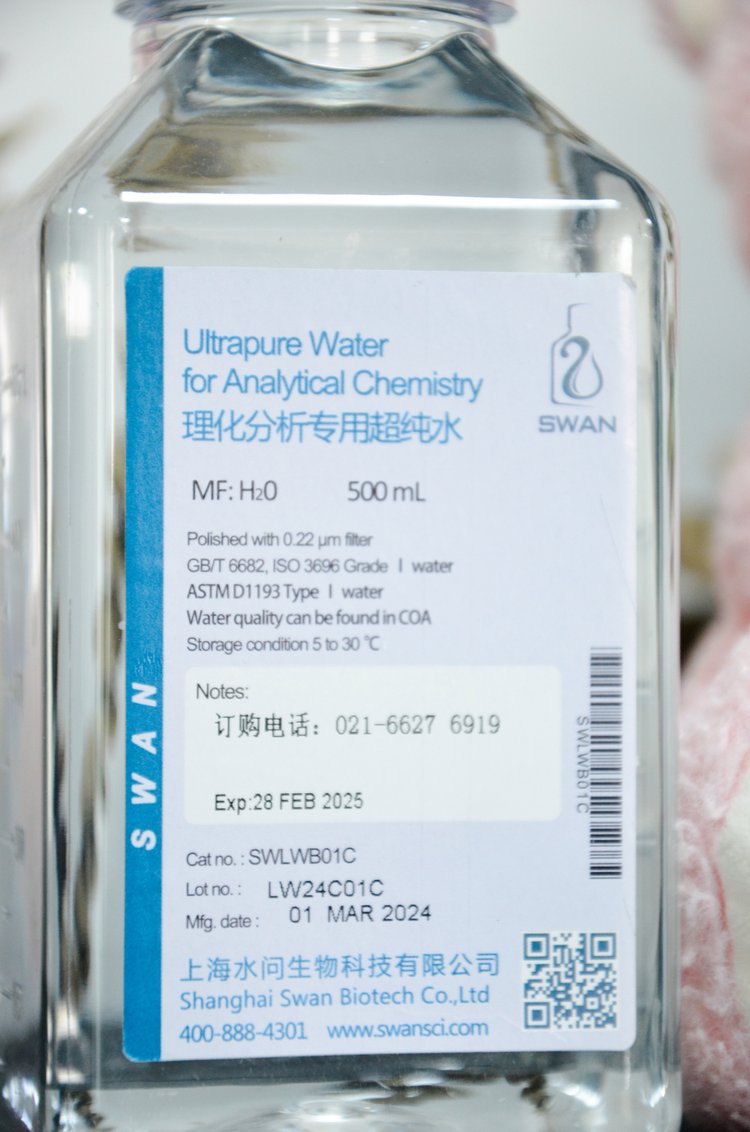 Ultrapure Water
for Analytical Chemistry
理化分析专用超纯水
SWAN
MF: H₂O 500 mL
Polished with 0.22 μm filter
GB/T 6682, ISO 3696 Grade Ⅰ water
ASTM D1193 Type Ⅰ water
Water quality can be found in COA
Storage condition 5 to 30 ℃
Notes:
订购电话：021-6627 6919
Exp:28 FEB 2025
SWLWB01C
SWAN
Cat no. : SWLWB01C
Lot no. : LW24C01C
Mfg. date : 01 MAR 2024
上海水问生物科技有限公司
Shanghai Swan Biotech Co.,Ltd
400-888-4301 www.swansci.com